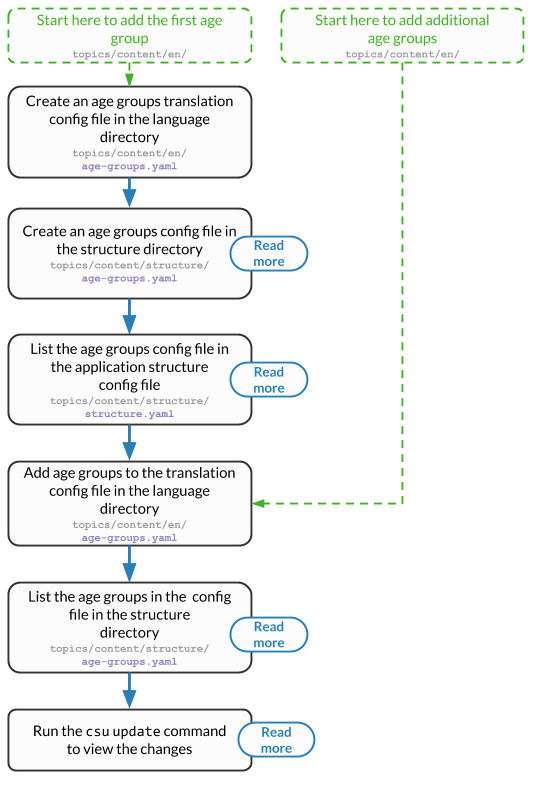 Start here to add the first age
group
topics/content/en/
Start here to add additional
age groups
topics/content/en/
Create an age groups translation
config file in the language
directory
topics/content/en/
age-groups.yaml
Create an age groups config file in
the structure directory
topics/content/structure/
age-groups.yaml
Read
more
List the age groups config file in
the application structure
config file
topics/content/structure/
structure.yaml
Read
more
Add age groups to the translation
config file in the language
directory
topics/content/en/
age-groups.yaml
List the age groups in the config
file in the structure
directory
topics/content/structure/
age-groups.yaml
Read
more
Run the csu update command
to view the changes
Read
more